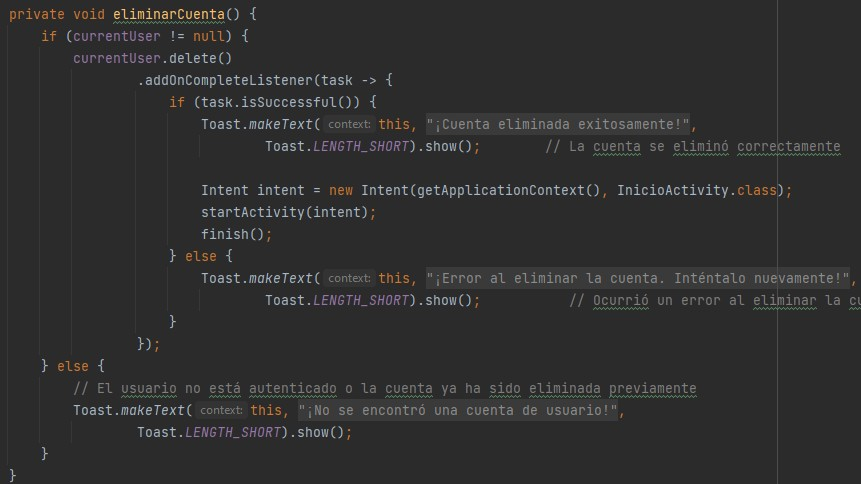 private void eliminarCuenta() {
if (currentUser != null) {
currentUser.delete()
.addOnCompleteListener(task -> {
if (task.isSuccessful()) {
Toast.makeText( context: this, "¡Cuenta eliminada exitosamente!",
Toast.LENGTH_SHORT).show(); // La cuenta se eliminó correctamente
Intent intent = new Intent(getApplicationContext(), InicioActivity.class);
startActivity(intent);
finish();
} else {
Toast.makeText( context: this, "¡Error al eliminar la cuenta. Inténtalo nuevamente!",
Toast.LENGTH_SHORT).show(); // Ocurrió un error al eliminar la
}
});
} else {
// El usuario no está autenticado o la cuenta ya ha sido eliminada previamente
Toast.makeText( context: this, "¡No se encontró una cuenta de usuario!",
Toast.LENGTH_SHORT).show();
}
}